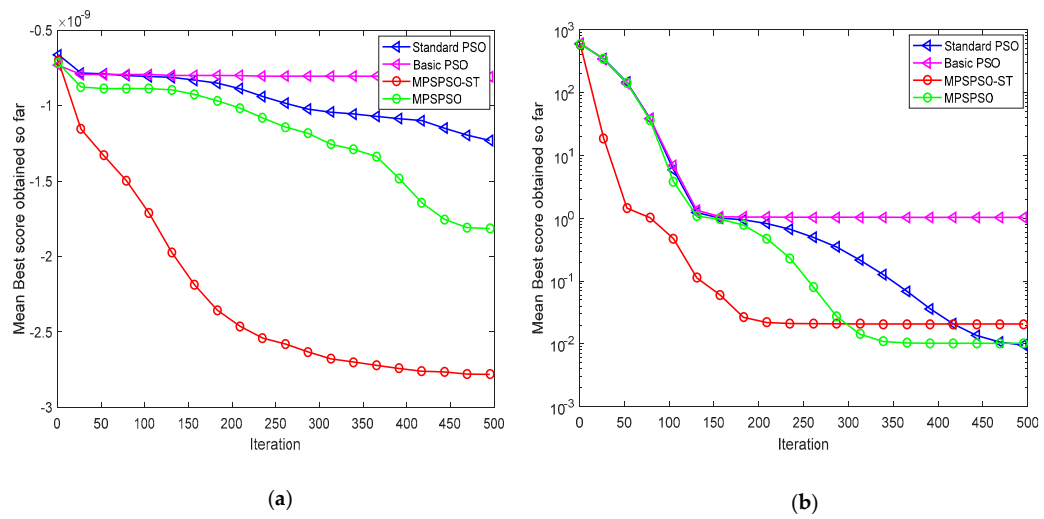 ×10⁻⁹
-0.5
-1
-1.5
-2
-2.5
-3
0 50 100 150 200 250 300 350 400 450 500
Iteration
Mean Best score obtained so far
Standard PSO
Basic PSO
MPSPSO-ST
MPSPSO
(a)
10³
10²
10¹
10⁰
10⁻¹
10⁻²
10⁻³
0 50 100 150 200 250 300 350 400 450 500
Iteration
Mean Best score obtained so far
Standard PSO
Basic PSO
MPSPSO-ST
MPSPSO
(b)